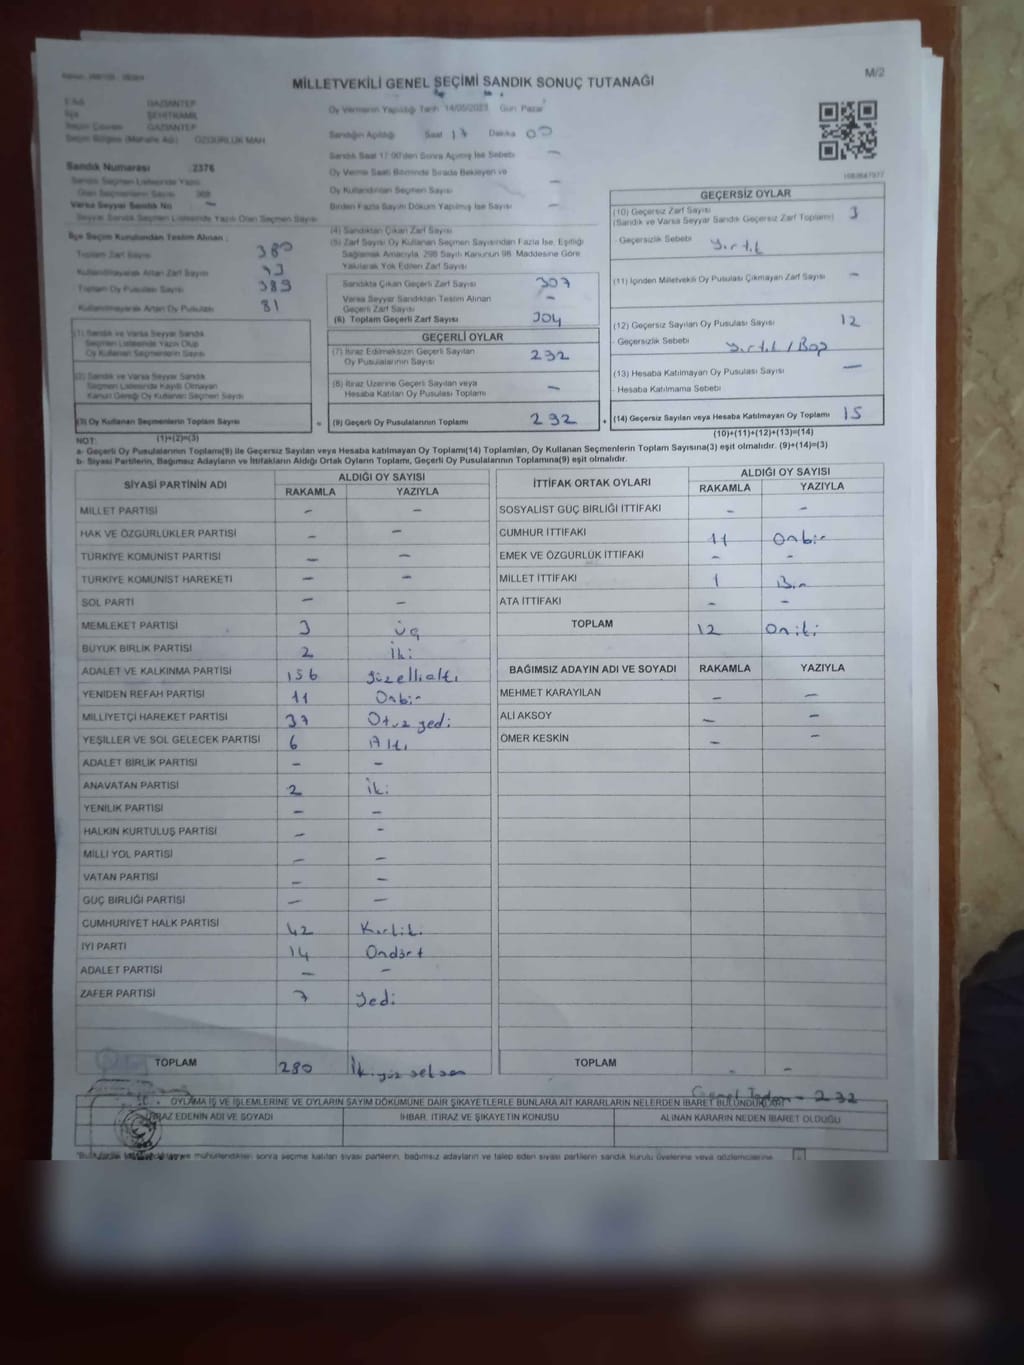 M/2
MİLLETVEKİLİ GENEL SEÇİMİ SANDIK SONUÇ TUTANAĞI
İli GAZİANTEP
İlçe ŞEHİTKAMİL
Seçim Çevresi GAZİANTEP
Seçim Bölgesi (Mahalle Adı) ÖZGÜRLÜK MAH
Sandık Numarası :2376
Sandık Seçmen Listesinde Yazılı
Olan Seçmenlerin Sayısı
Varsa Seyyar Sandık No –
Seyyar Sandık Seçmen Listesinde Yazılı Olan Seçmen Sayısı
İlçe Seçim Kurulundan Teslim Alınan :
Toplam Zarf Sayısı 380
Kullanılmayarak Artan Zarf Sayısı
Toplam Oy Pusulası Sayısı 389
Kullanılmayarak Artan Oy Pusulası 81
(1) Sandık ve Varsa Seyyar Sandık
Seçmen Listesinde Yazılı Olup
Oy Kullanan Seçmenlerin Sayısı
(2) Sandık ve Varsa Seyyar Sandık
Seçmen Listesinde Kayıtlı Olmayan
Kanun Gereği Oy Kullanan Seçmen Sayısı
(3) Oy Kullanan Seçmenlerin Toplam Sayısı
Oy Vermenin Yapıldığı Tarih 14/05/2023 Gün Pazar
Sandığın Açıldığı Saat 17 Dakika 00
Sandık Saat 17:00'den Sonra Açılmış İse Sebebi –
Oy Verme Saati Bitiminde Sırada Bekleyen ve
Oy Kullandırılan Seçmen Sayısı –
Birden Fazla Sayım Döküm Yapılmış İse Sayısı –
(4) Sandıktan Çıkan Zarf Sayısı
(5) Zarf Sayısı Oy Kullanan Seçmen Sayısından Fazla İse, Eşitliği
Sağlamak Amacıyla, 298 Sayılı Kanunun 98. Maddesine Göre
Yakılarak Yok Edilen Zarf Sayısı
Sandıkta Çıkan Geçerli Zarf Sayısı 307
Varsa Seyyar Sandıktan Teslim Alınan
Geçerli Zarf Sayısı –
(6) Toplam Geçerli Zarf Sayısı 304
GEÇERLİ OYLAR
(7) İtiraz Edilmeksizin Geçerli Sayılan
Oy Pusulalarının Sayısı 292
(8) İtiraz Üzerine Geçerli Sayılan veya
Hesaba Katılan Oy Pusulaları Toplamı –
= (9) Geçerli Oy Pusulalarının Toplamı 292
GEÇERSİZ OYLAR
(10) Geçersiz Zarf Sayısı
(Sandık ve Varsa Seyyar Sandık Geçersiz Zarf Toplamı) 3
Geçersizlik Sebebi Yırtık
(11) İçinden Milletvekili Oy Pusulası Çıkmayan Zarf Sayısı –
(12) Geçersiz Sayılan Oy Pusulası Sayısı 12
Geçersizlik Sebebi Yırtık / Boş
(13) Hesaba Katılmayan Oy Pusulası Sayısı –
Hesaba Katılmama Sebebi
+ (14) Geçersiz Sayılan veya Hesaba Katılmayan Oy Toplamı 15
NOT: (1)+(2)=(3) (10)+(11)+(12)+(13)=(14)
a- Geçerli Oy Pusulalarının Toplamı(9) ile Geçersiz Sayılan veya Hesaba katılmayan Oy Toplamı(14) Toplamları, Oy Kullanan Seçmenlerin Toplam Sayısına(3) eşit olmalıdır. (9)+(14)=(3)
b- Siyasi Partilerin, Bağımsız Adayların ve İttifakların Aldığı Ortak Oyların Toplamı, Geçerli Oy Pusulalarının Toplamına(9) eşit olmalıdır.
SİYASİ PARTİNİN ADI ALDIĞI OY SAYISI
RAKAMLA YAZIYLA
MİLLET PARTİSİ – –
HAK VE ÖZGÜRLÜKLER PARTİSİ – –
TÜRKİYE KOMÜNİST PARTİSİ – –
TÜRKİYE KOMÜNİST HAREKETİ – –
SOL PARTİ – –
MEMLEKET PARTİSİ 3 Üç
BÜYÜK BİRLİK PARTİSİ 2 İki
ADALET VE KALKINMA PARTİSİ 156 Yüzellialtı
YENİDEN REFAH PARTİSİ 11 Onbir
MİLLİYETÇİ HAREKET PARTİSİ 37 Otuz yedi
YEŞİLLER VE SOL GELECEK PARTİSİ 6 Altı
ADALET BİRLİK PARTİSİ – –
ANAVATAN PARTİSİ 2 İki
YENİLİK PARTİSİ – –
HALKIN KURTULUŞ PARTİSİ – –
MİLLİ YOL PARTİSİ – –
VATAN PARTİSİ – –
GÜÇ BİRLİĞİ PARTİSİ – –
CUMHURİYET HALK PARTİSİ 42 Kırkiki
İYİ PARTİ 14 Ondört
ADALET PARTİSİ – –
ZAFER PARTİSİ 7 Yedi
TOPLAM 280 İkiyüz seksen
İTTİFAK ORTAK OYLARI ALDIĞI OY SAYISI
RAKAMLA YAZIYLA
SOSYALİST GÜÇ BİRLİĞİ İTTİFAKI – –
CUMHUR İTTİFAKI 11 Onbir
EMEK VE ÖZGÜRLÜK İTTİFAKI – –
MİLLET İTTİFAKI 1 Bir
ATA İTTİFAKI – –
TOPLAM 12 Oniki
BAĞIMSIZ ADAYIN ADI VE SOYADI RAKAMLA YAZIYLA
MEHMET KARAYILAN – –
ALİ AKSOY – –
ÖMER KESKİN – –
TOPLAM – –
Genel Toplam - 292
OYLAMA İŞ VE İŞLEMLERİNE VE OYLARIN SAYIM DÖKÜMÜNE DAİR ŞİKAYETLERLE BUNLARA AİT KARARLARIN NELERDEN İBARET BULUNDUKLARI
İTİRAZ EDENİN ADI VE SOYADI İHBAR, İTİRAZ VE ŞİKAYETİN KONUSU ALINAN KARARIN NEDEN İBARET OLDUĞU
mühürlendikten sonra seçime katılan siyasi partilerin, bağımsız adayların ve talep eden siyasi partilerin sandık kurulu üyelerine veya gözlemcilerine